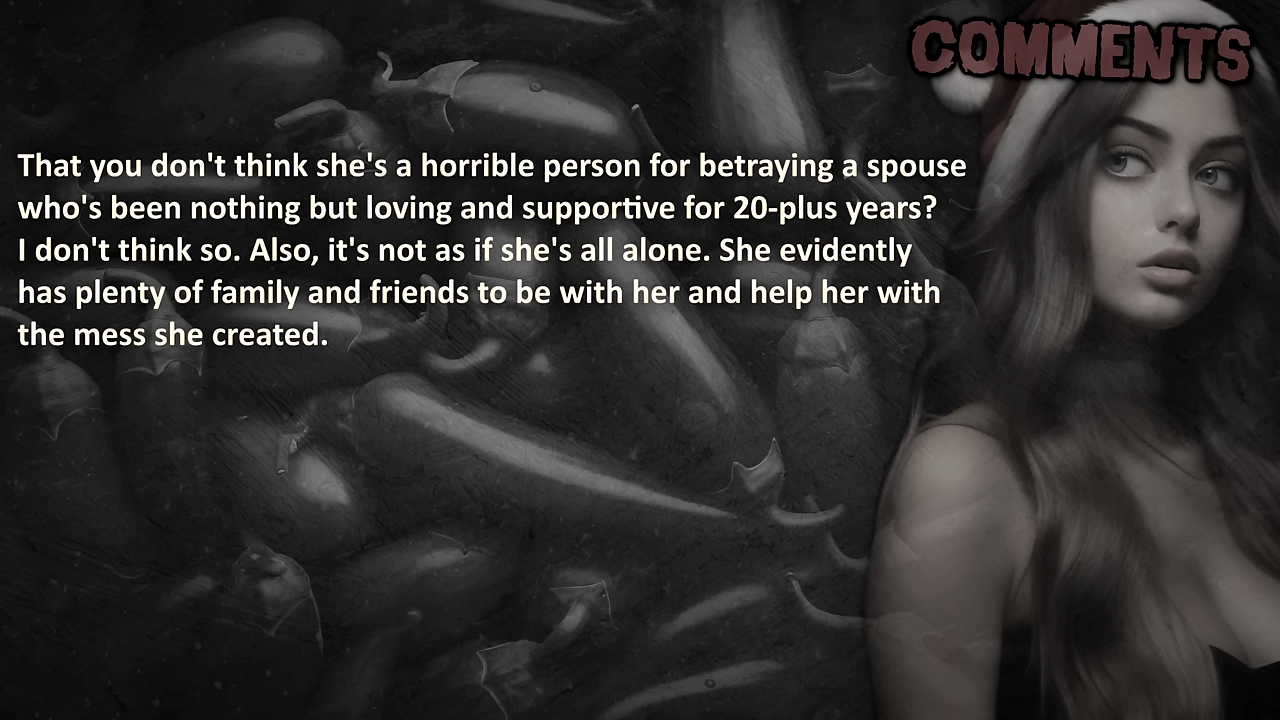 COMMENTS
That you don't think she's a horrible person for betraying a spouse
who's been nothing but loving and supportive for 20-plus years?
I don't think so. Also, it's not as if she's all alone. She evidently
has plenty of family and friends to be with her and help her with
the mess she created.